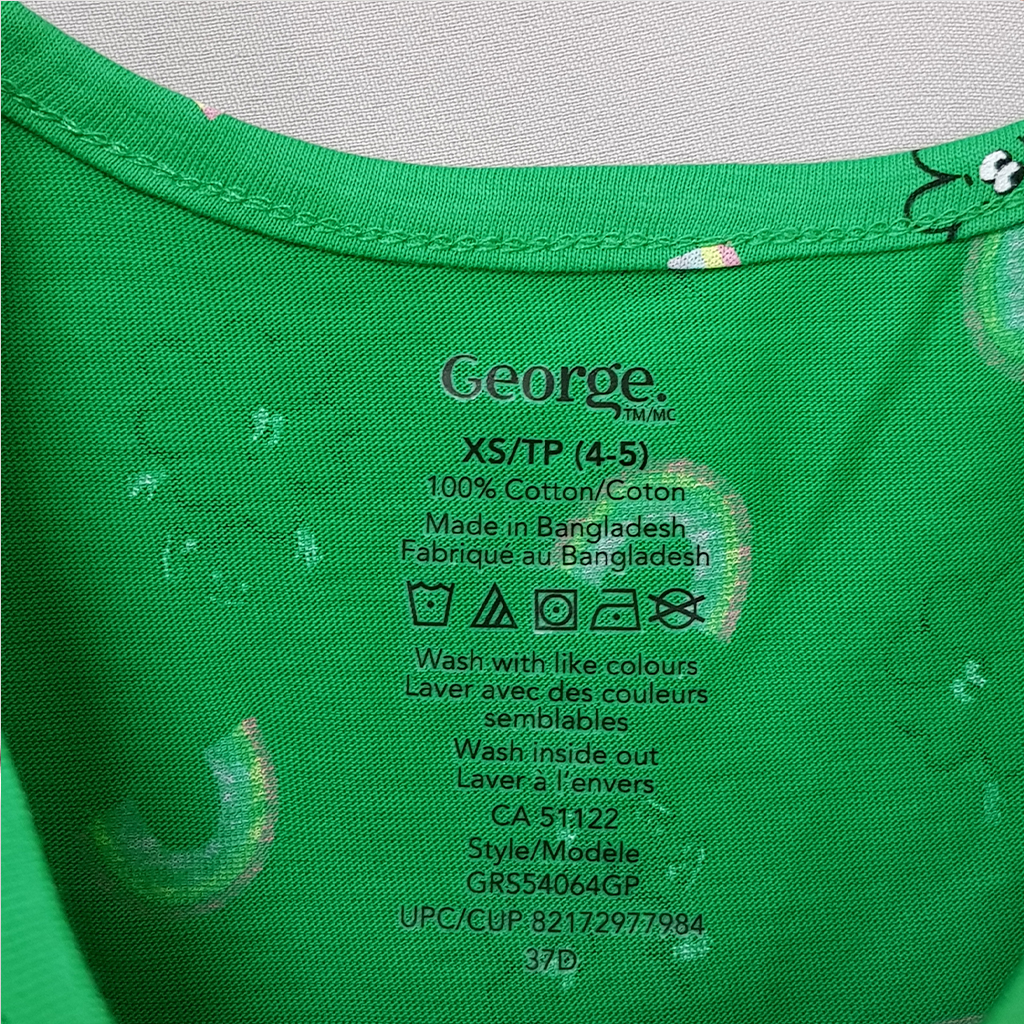 George.
TM/MC
XS/TP (4-5)
100% Cotton/Coton
Made in Bangladesh
Fabriqué au Bangladesh
Wash with like colours
Laver avec des couleurs
semblables
Wash inside out
Laver à l'envers
CA 51122
Style/Modèle
GRS54064GP
UPC/CUP 82172977984
37D